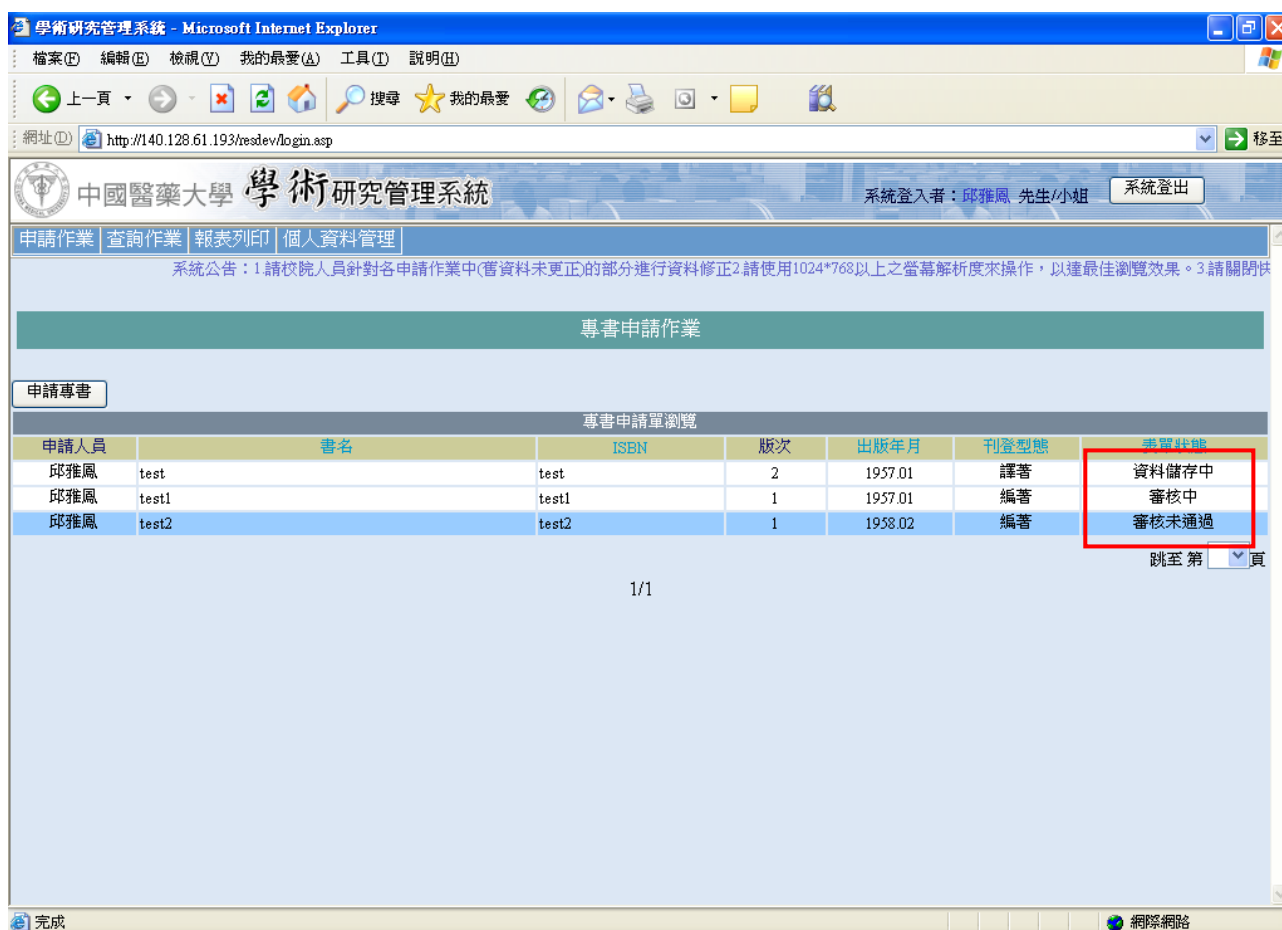 學術研究管理系統 - Microsoft Internet Explorer
檔案(F) 編輯(E) 檢視(V) 我的最愛(A) 工具(T) 說明(H)
上一頁 搜尋 我的最愛
網址(D) http://140.128.61.193/resdev/login.asp 移至
中國醫藥大學 學術研究管理系統 系統登入者：邱雅鳳 先生/小姐 系統登出
申請作業 查詢作業 報表列印 個人資料管理
系統公告：1.請校院人員針對各申請作業中(舊資料未更正)的部分進行資料修正2.請使用1024*768以上之螢幕解析度來操作，以達最佳瀏覽效果。3.請關閉快
專書申請作業
申請專書
專書申請單瀏覽
申請人員 書名 ISBN 版次 出版年月 刊登型態 表單狀態
邱雅鳳 test test 2 1957.01 譯著 資料儲存中
邱雅鳳 test1 test1 1 1957.01 編著 審核中
邱雅鳳 test2 test2 1 1958.02 編著 審核未通過
跳至 第 頁
1/1
完成 網際網路